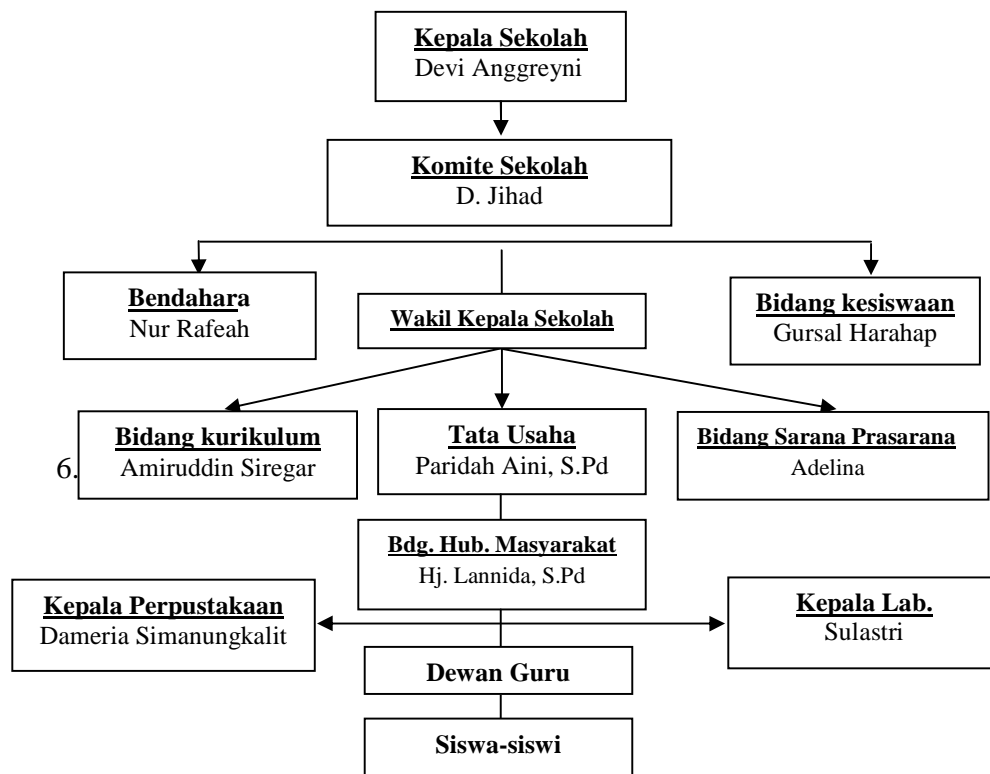 Kepala Sekolah
Devi Anggreyni
Komite Sekolah
D. Jihad
Bendahara
Nur Rafeah
Wakil Kepala Sekolah
Bidang kesiswaan
Gursal Harahap
Bidang kurikulum
Amiruddin Siregar
6.
Tata Usaha
Paridah Aini, S.Pd
Bidang Sarana Prasarana
Adelina
Bdg. Hub. Masyarakat
Hj. Lannida, S.Pd
Kepala Perpustakaan
Dameria Simanungkalit
Kepala Lab.
Sulastri
Dewan Guru
Siswa-siswi